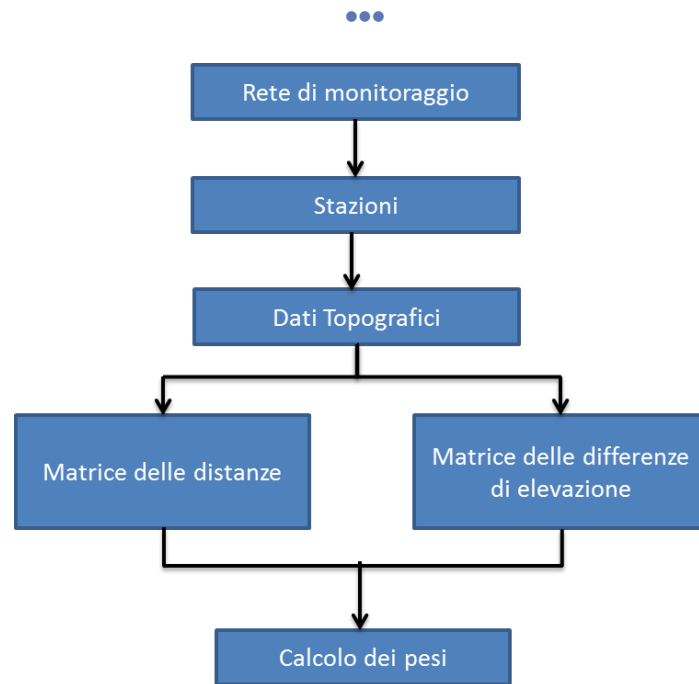 Rete di monitoraggio
Stazioni
Dati Topografici
Matrice delle distanze
Matrice delle differenze
di elevazione
Calcolo dei pesi